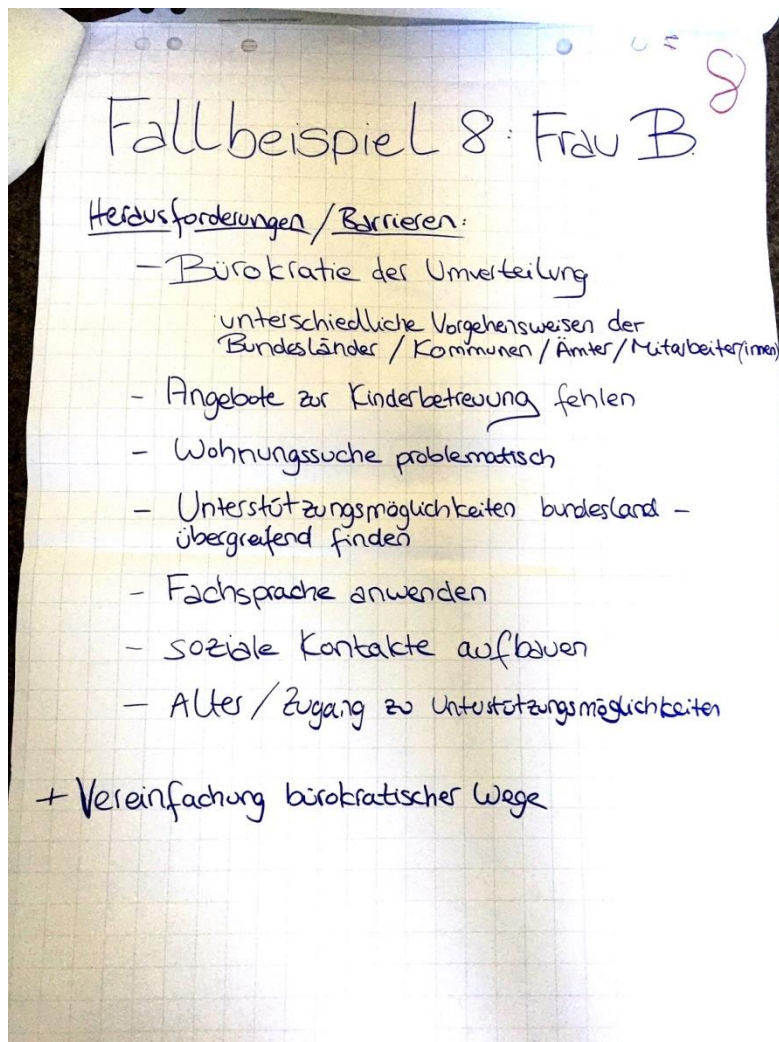 8
Fallbeispiel 8: Frau B.
Herausforderungen / Barrieren:
- Bürokratie der Umverteilung
unterschiedliche Vorgehensweisen der
Bundesländer / Kommunen / Ämter / Mitarbeiter/innen)
- Angebote zur Kinderbetreuung fehlen
- Wohnungssuche problematisch
- Unterstützungsmöglichkeiten bundesland-
übergreifend finden
- Fachsprache anwenden
- soziale Kontakte aufbauen
- Alter / Zugang zu Unterstützungsmöglichkeiten
+ Vereinfachung bürokratischer Wege